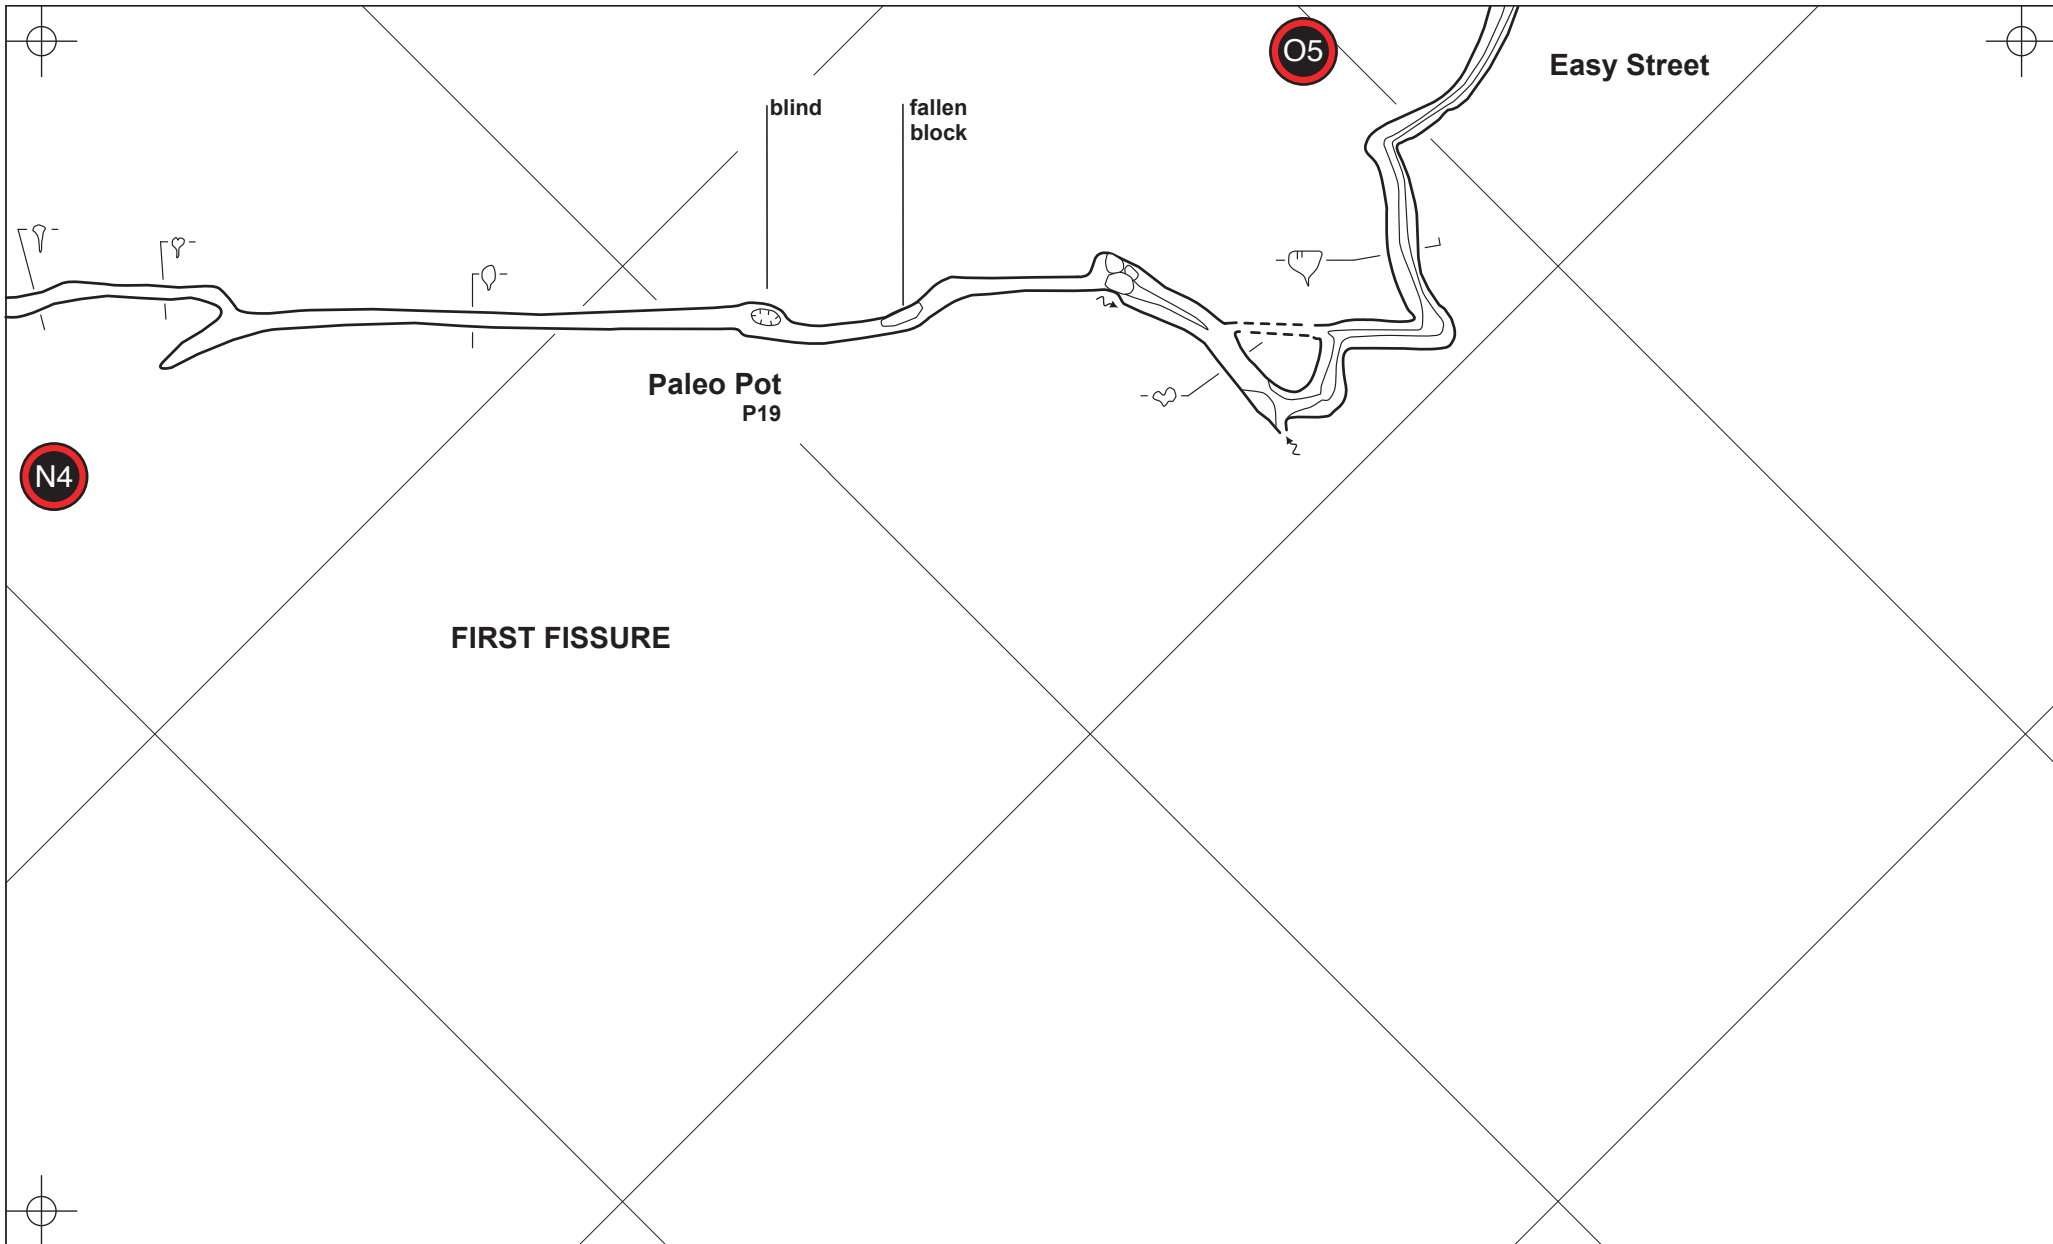 O5
Easy Street
blind
fallen
block
Paleo Pot
P19
N4
FIRST FISSURE